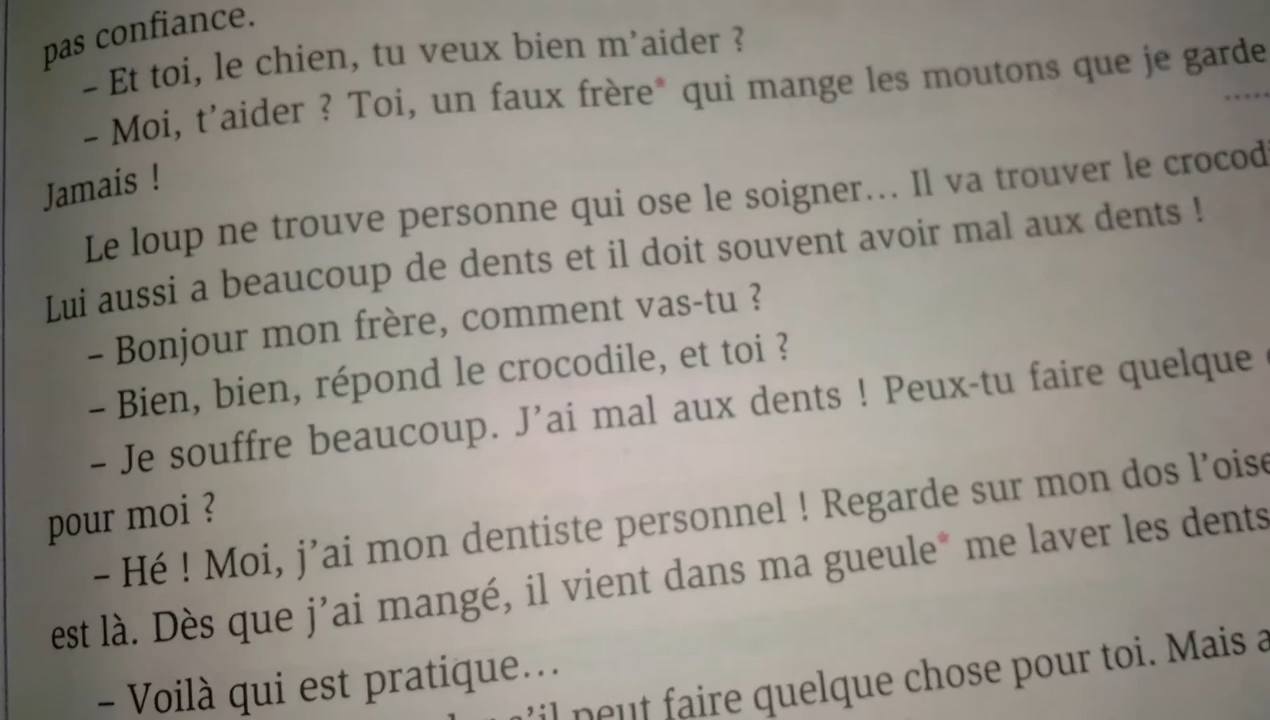 pas confiance.
– Et toi, le chien, tu veux bien m'aider ?
– Moi, t'aider ? Toi, un faux frère* qui mange les moutons que je garde
.....
Jamais !
Le loup ne trouve personne qui ose le soigner... Il va trouver le crocodi
Lui aussi a beaucoup de dents et il doit souvent avoir mal aux dents !
– Bonjour mon frère, comment vas-tu ?
– Bien, bien, répond le crocodile, et toi ?
– Je souffre beaucoup. J'ai mal aux dents ! Peux-tu faire quelque
pour moi ?
– Hé ! Moi, j'ai mon dentiste personnel ! Regarde sur mon dos l'oise
est là. Dès que j'ai mangé, il vient dans ma gueule* me laver les dents
– Voilà qui est pratique...
qu'il peut faire quelque chose pour toi. Mais a